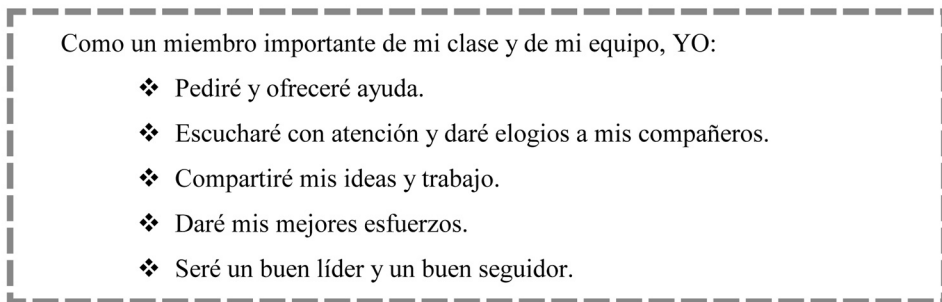 Como un miembro importante de mi clase y de mi equipo, YO:
❖ Pediré y ofreceré ayuda.
❖ Escucharé con atención y daré elogios a mis compañeros.
❖ Compartiré mis ideas y trabajo.
❖ Daré mis mejores esfuerzos.
❖ Seré un buen líder y un buen seguidor.